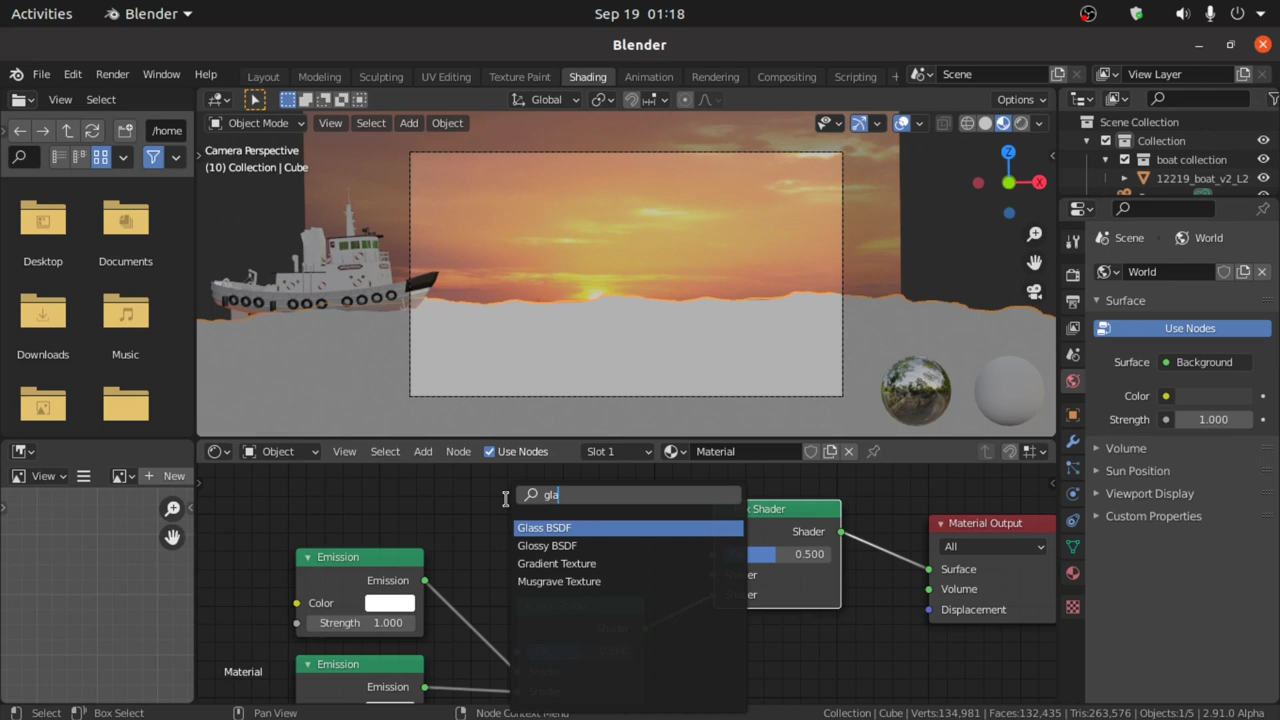 Activities
Blender
Sep 19 01:18
Blender
File Edit Render Window Help
Layout Modeling Sculpting UV Editing Texture Paint Shading Animation Rendering Compositing Scripting
Scene
View Layer
View Select
Global
Options
Object Mode View Select Add Object
/home
Camera Perspective
(10) Collection | Cube
Z
X
Scene Collection
Collection
boat collection
12219_boat_v2_L2
Desktop
Documents
Downloads
Music
Scene
World
World
Surface
Use Nodes
Surface
Background
Color
Strength
1.000
Volume
Sun Position
Viewport Display
Custom Properties
View
New
Object View Select Add Node Use Nodes Slot 1 Material
gla
Glass BSDF
Glossy BSDF
Gradient Texture
Musgrave Texture
Shader
Shader
0.500
Emission
Emission
Color
Strength 1.000
Emission
Emission
Material
Material Output
All
Surface
Volume
Displacement
Select
Box Select
Pan View
Node Context Menu
Collection | Cube | Verts:134,981 | Faces:132,435 | Tris:263,576 | Objects:1/5 | 2.91.0 Alpha